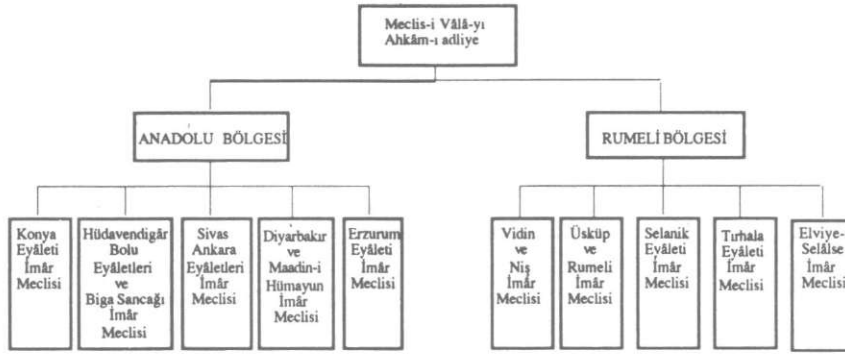 Meclis-i Vâlâ-yı
Ahkâm-ı adliye
ANADOLU BÖLGESİ
RUMELİ BÖLGESİ
Konya
Eyâleti
İmâr
Meclisi
Hüdavendigâr
Bolu
Eyâletleri
ve
Biga Sancağı
İmâr
Meclisi
Sivas
Ankara
Eyâletleri
İmâr
Meclisi
Diyarbakır
ve
Maadin-i
Hümayun
İmâr
Meclisi
Erzurum
Eyâleti
İmâr
Meclisi
Vidin
ve
Niş
İmâr
Meclisi
Üsküp
ve
Rumeli
İmâr
Meclisi
Selanik
Eyâleti
İmâr
Meclisi
Tırhala
Eyâleti
İmâr
Meclisi
Elviye-
Selâlse
İmâr
Meclisi